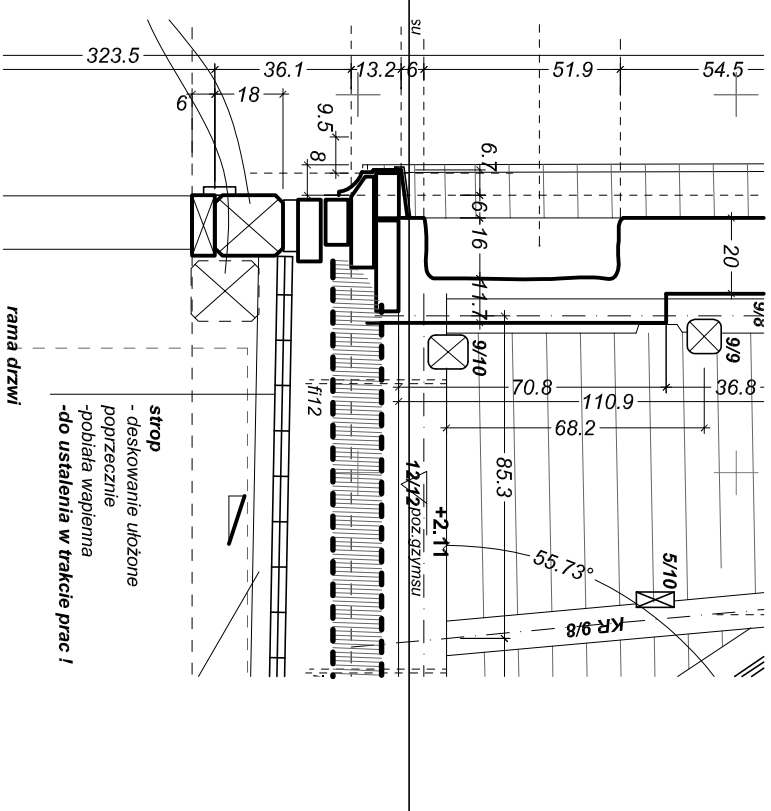 su
323.5
36.1
13.2
6
51.9
54.5
6
18
9.5
8
6.7
6
16
11.7
20
9/8
9/10
9/9
70.8
36.8
110.9
68.2
fi12
rama drzwi
strop
- deskowanie ułożone
poprzecznie
-pobiała wapienna
-do ustalenia w trakcie prac !
12/12
poz.gzymsu
+2.11
85.3
55.73°
5/10
KR 9/8